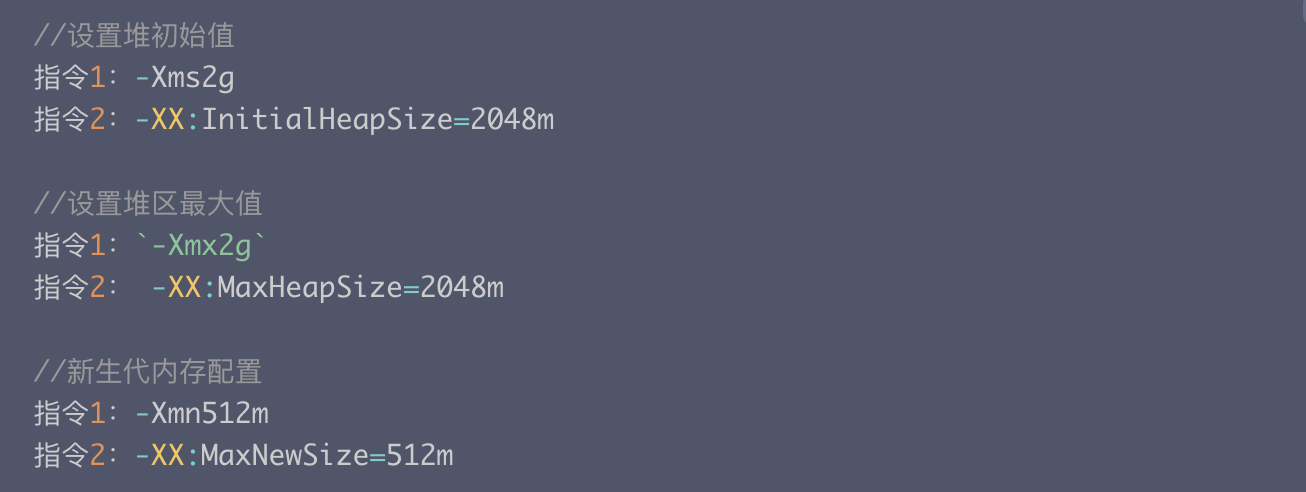 //设置堆初始值
指令1：-Xms2g
指令2：-XX:InitialHeapSize=2048m
//设置堆区最大值
指令1：`-Xmx2g`
指令2： -XX:MaxHeapSize=2048m
//新生代内存配置
指令1：-Xmn512m
指令2：-XX:MaxNewSize=512m